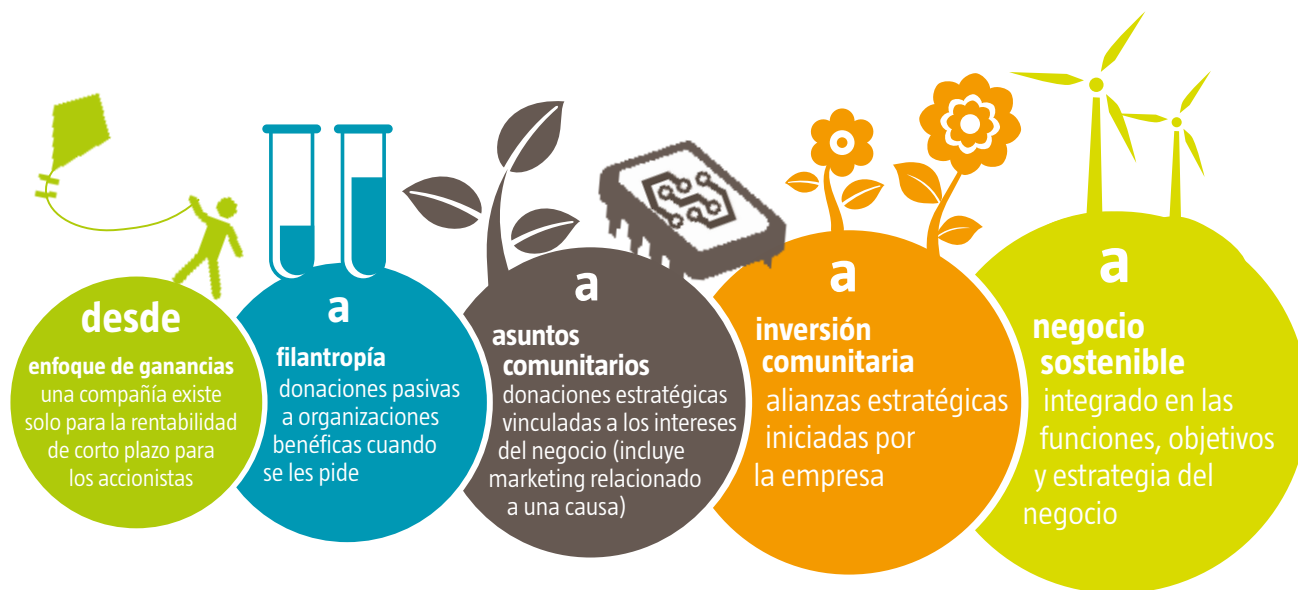 desde
enfoque de ganancias
una compañía existe
solo para la rentabilidad
de corto plazo para
los accionistas
a
filantropía
donaciones pasivas
a organizaciones
benéficas cuando
se les pide
a
asuntos
comunitarios
donaciones estratégicas
vinculadas a los intereses
del negocio (incluye
marketing relacionado
a una causa)
a
inversión
comunitaria
alianzas estratégicas
iniciadas por
la empresa
a
negocio
sostenible
integrado en las
funciones, objetivos
y estrategia del
negocio